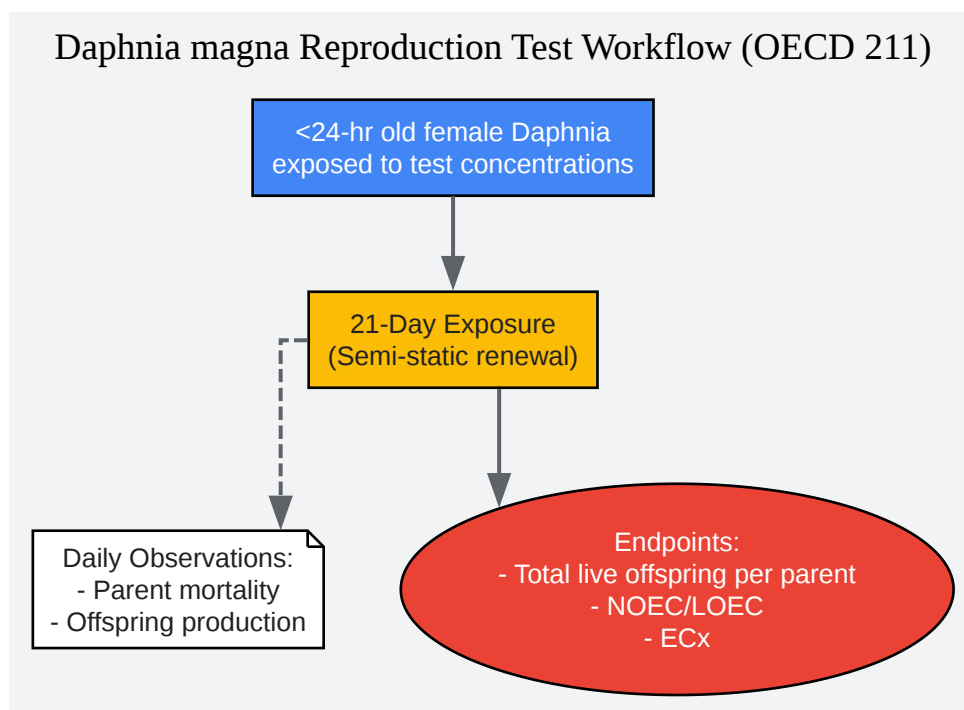 Daphnia magna Reproduction Test Workflow (OECD 211)
<24-hr old female Daphnia
exposed to test concentrations
21-Day Exposure
(Semi-static renewal)
Daily Observations:
- Parent mortality
- Offspring production
Endpoints:
- Total live offspring per parent
- NOEC/LOEC
- ECx